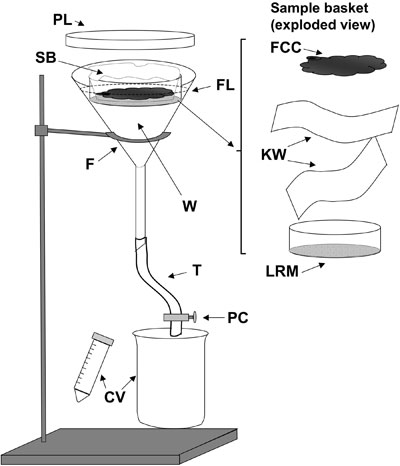 PL
Sample basket
(exploded view)
FCC
SB
FL
KW
F
W
LRM
T
PC
CV